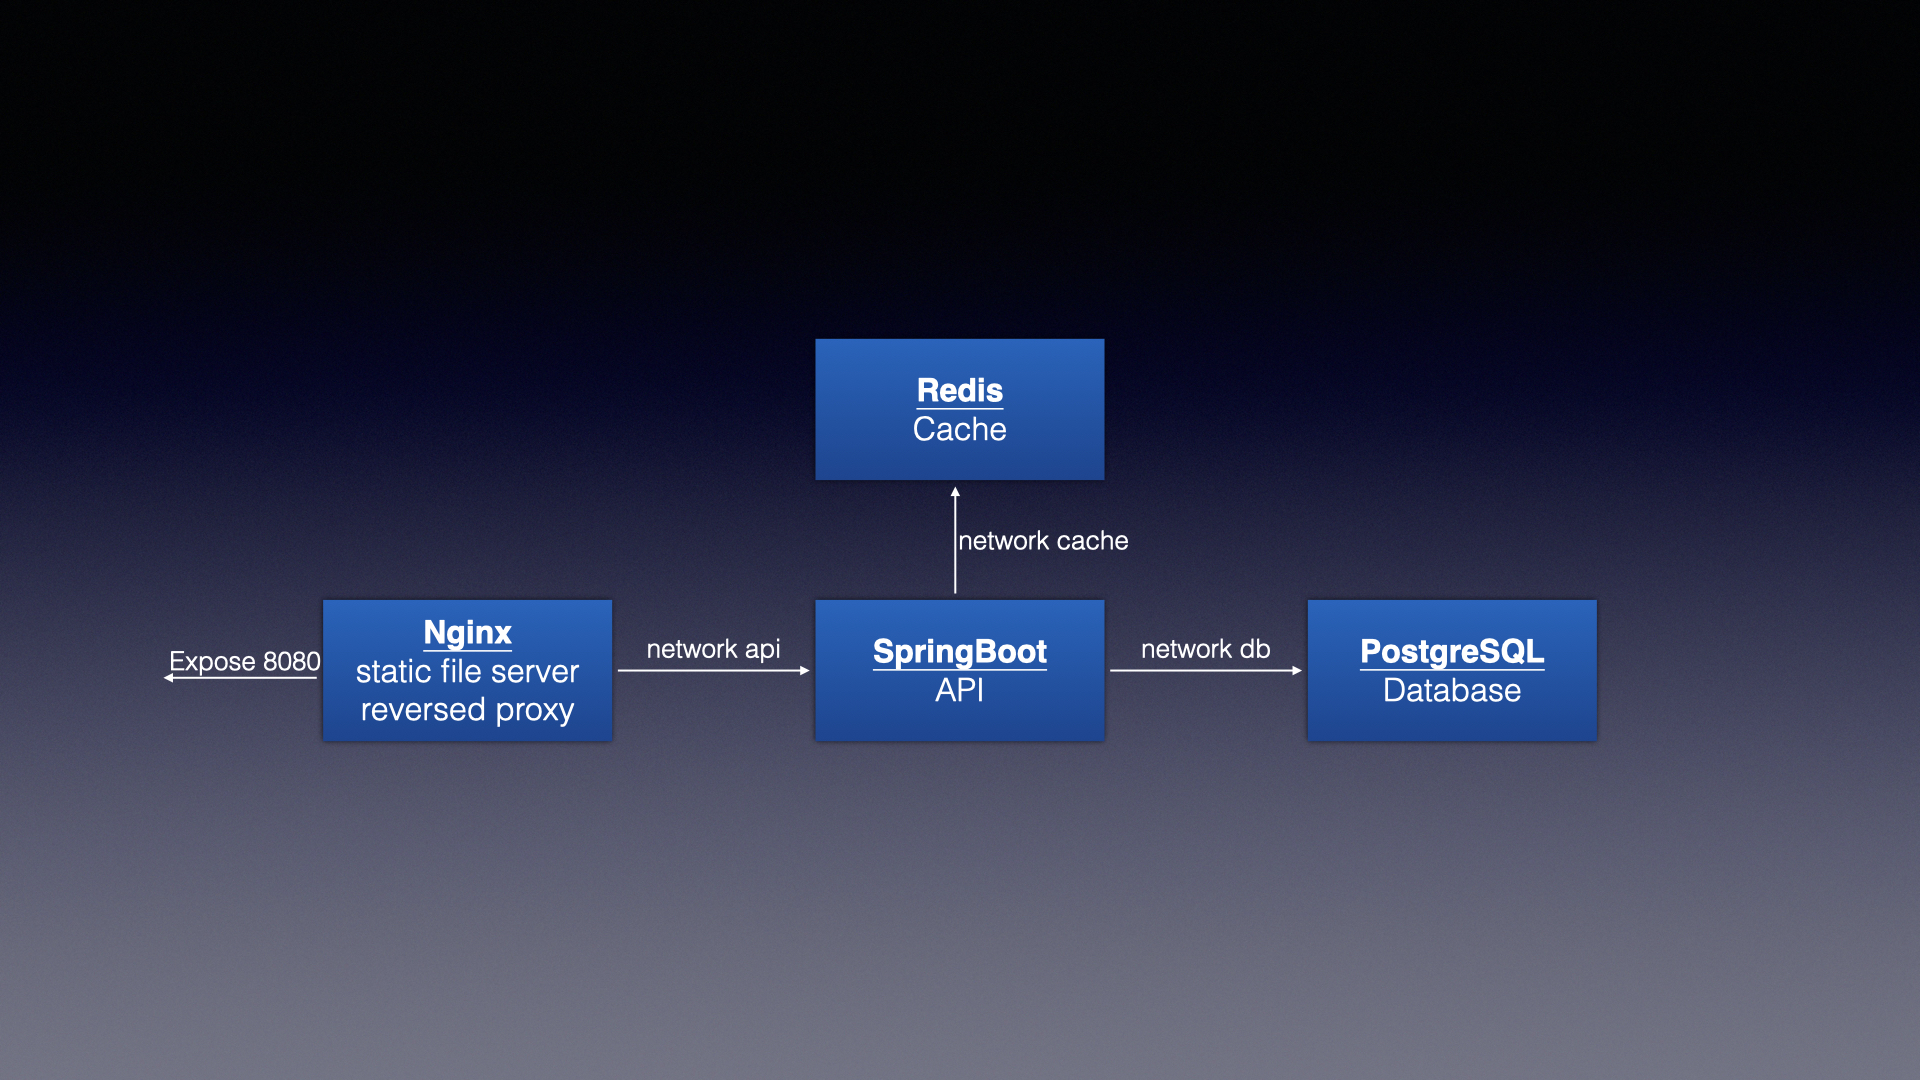 Redis
Cache
network cache
Expose 8080
Nginx
static file server
reversed proxy
network api
SpringBoot
API
network db
PostgreSQL
Database